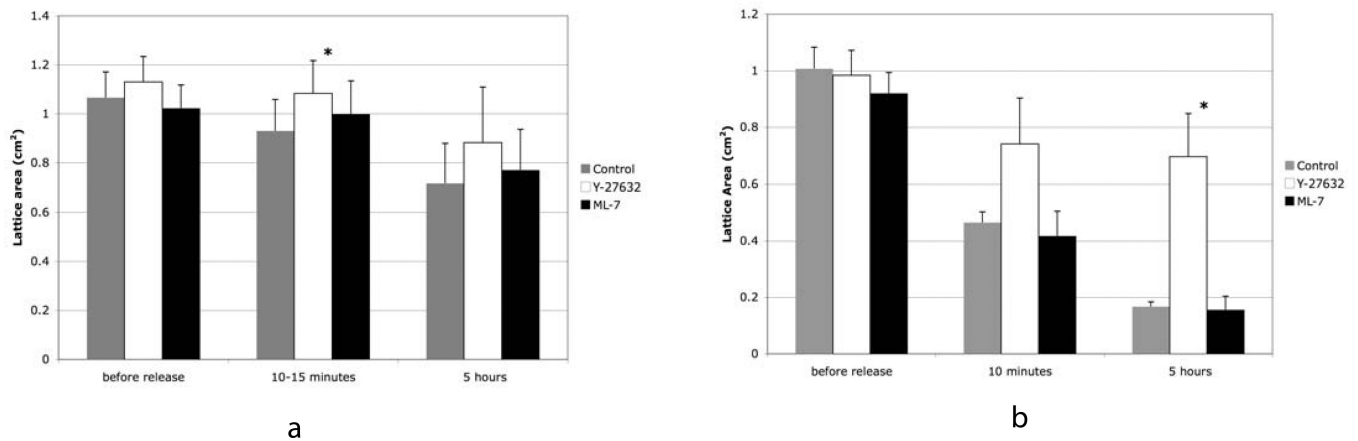 1.4
1.2
1
0.8
0.6
0.4
0.2
0
Lattice area (cm²)
*
before release
10-15 minutes
5 hours
Control
Y-27632
ML-7
a
1.2
1
0.8
0.6
0.4
0.2
0
Lattice Area (cm²)
*
before release
10 minutes
5 hours
Control
Y-27632
ML-7
b